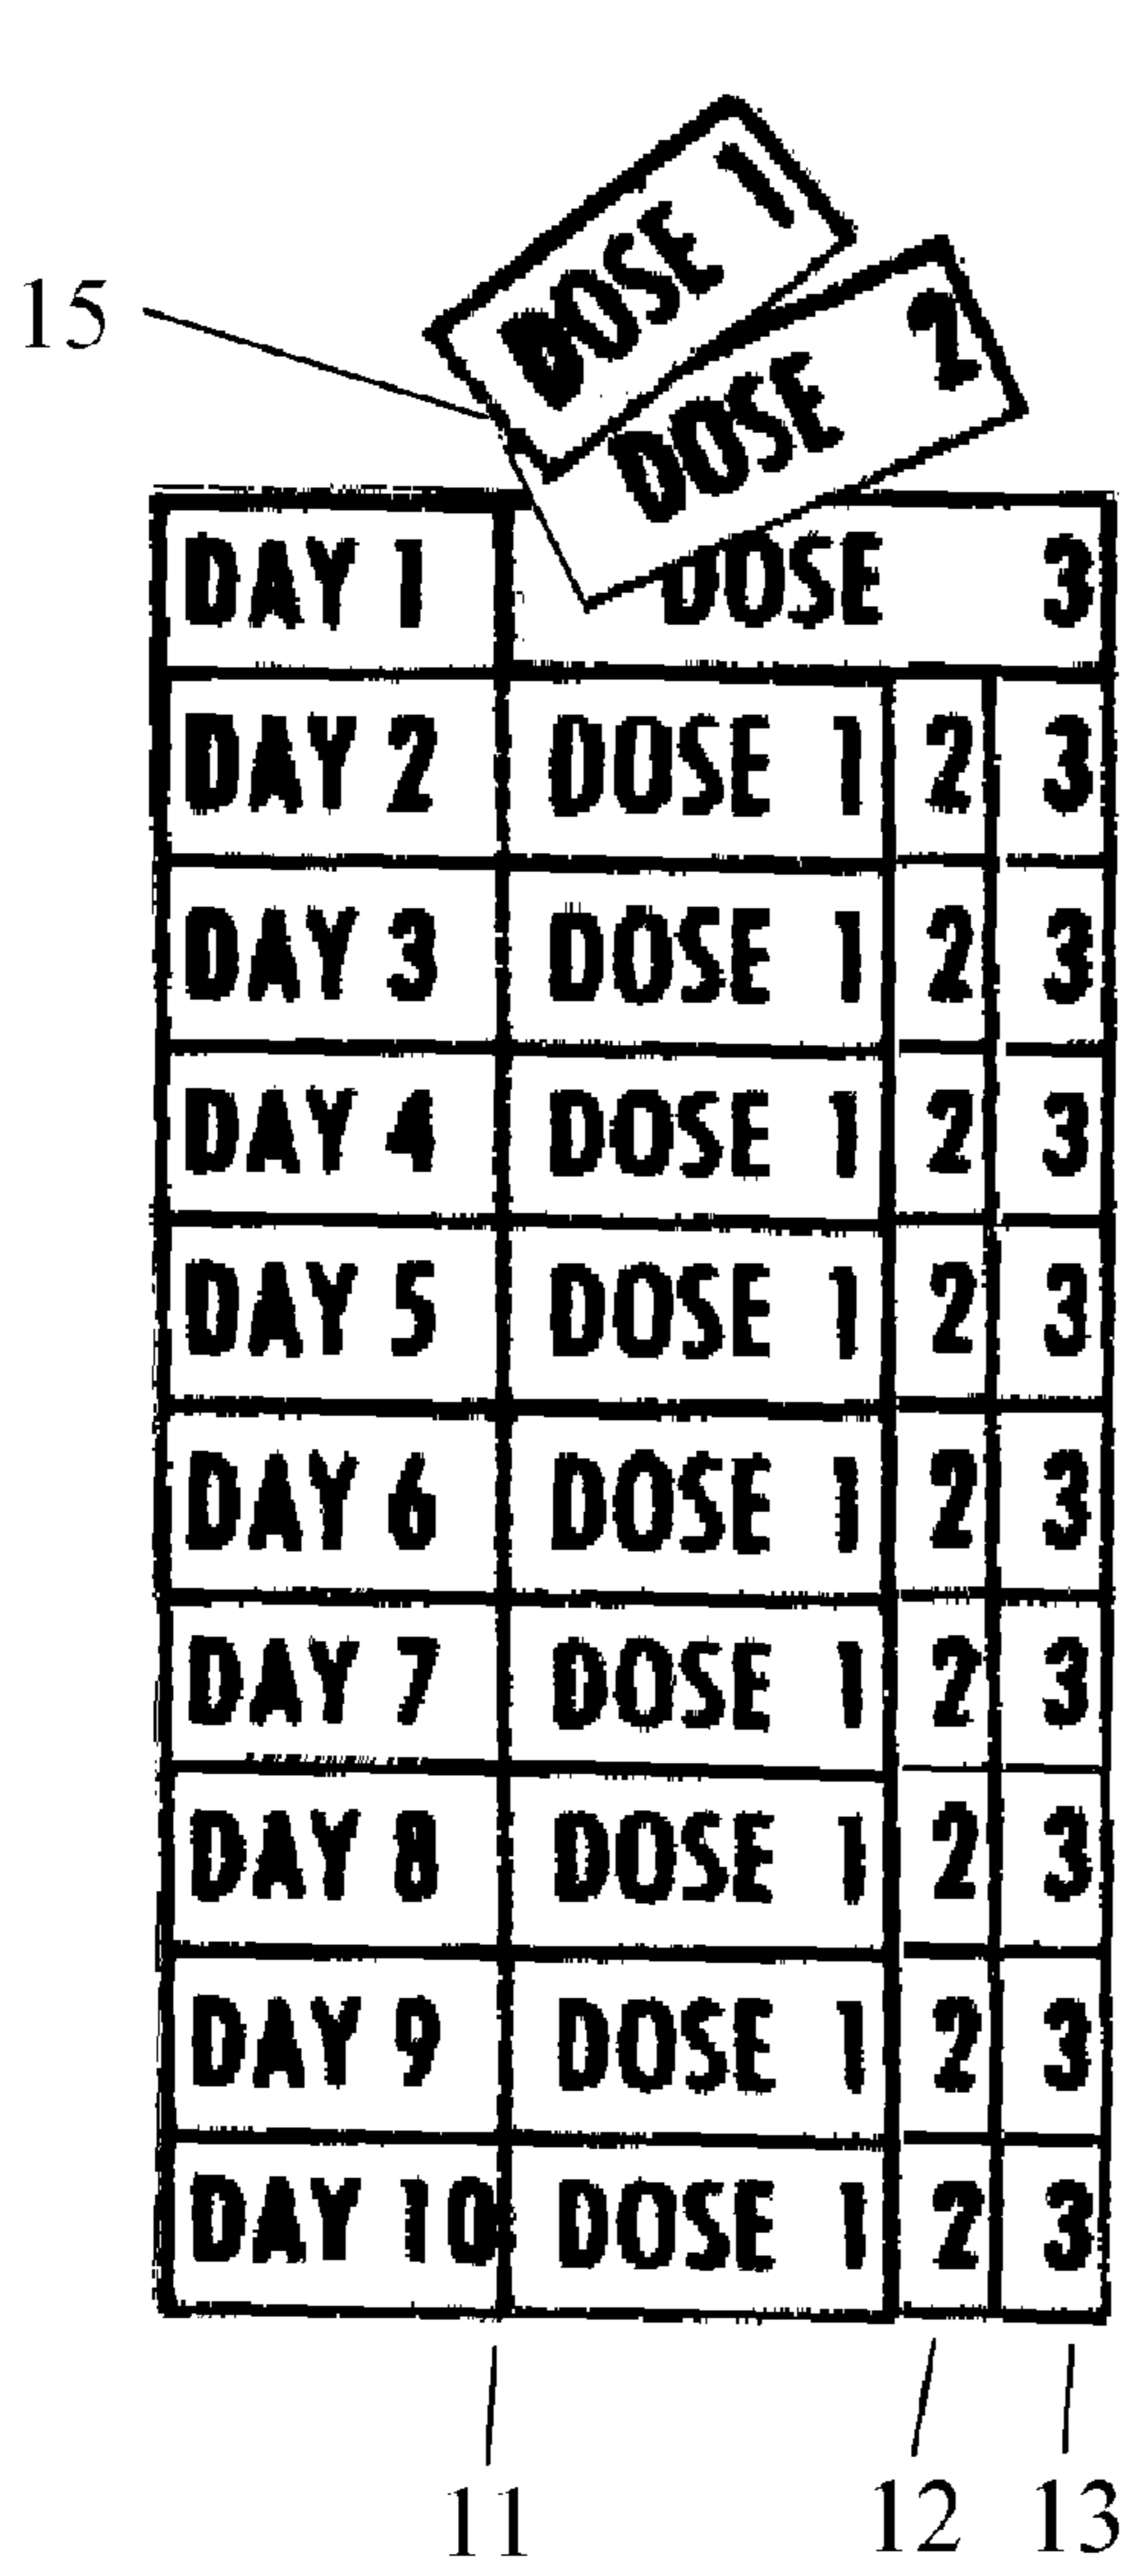 DOSE 1
15
DOSE 2
DAY 1 DOSE 3
DAY 2 DOSE 1 2 3
DAY 3 DOSE 1 2 3
DAY 4 DOSE 1 2 3
DAY 5 DOSE 1 2 3
DAY 6 DOSE 1 2 3
DAY 7 DOSE 1 2 3
DAY 8 DOSE 1 2 3
DAY 9 DOSE 1 2 3
DAY 10 DOSE 1 2 3
11 12 13